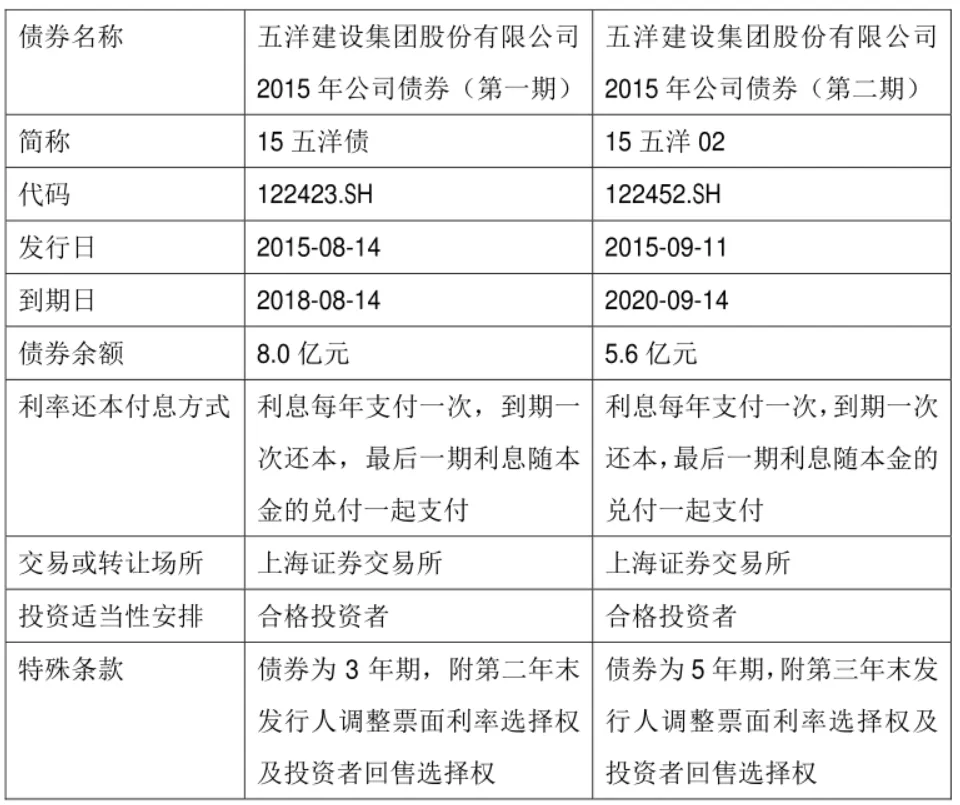 债券名称
五洋建设集团股份有限公司
2015 年公司债券（第一期）
五洋建设集团股份有限公司
2015 年公司债券（第二期）
简称
15 五洋债
15 五洋 02
代码
122423.SH
122452.SH
发行日
2015-08-14
2015-09-11
到期日
2018-08-14
2020-09-14
债券余额
8.0 亿元
5.6 亿元
利率还本付息方式
利息每年支付一次，到期一
次还本，最后一期利息随本
金的兑付一起支付
利息每年支付一次，到期一次
还本，最后一期利息随本金的
兑付一起支付
交易或转让场所
上海证券交易所
上海证券交易所
投资适当性安排
合格投资者
合格投资者
特殊条款
债券为 3 年期，附第二年末
发行人调整票面利率选择权
及投资者回售选择权
债券为 5 年期，附第三年末发
行人调整票面利率选择权及
投资者回售选择权